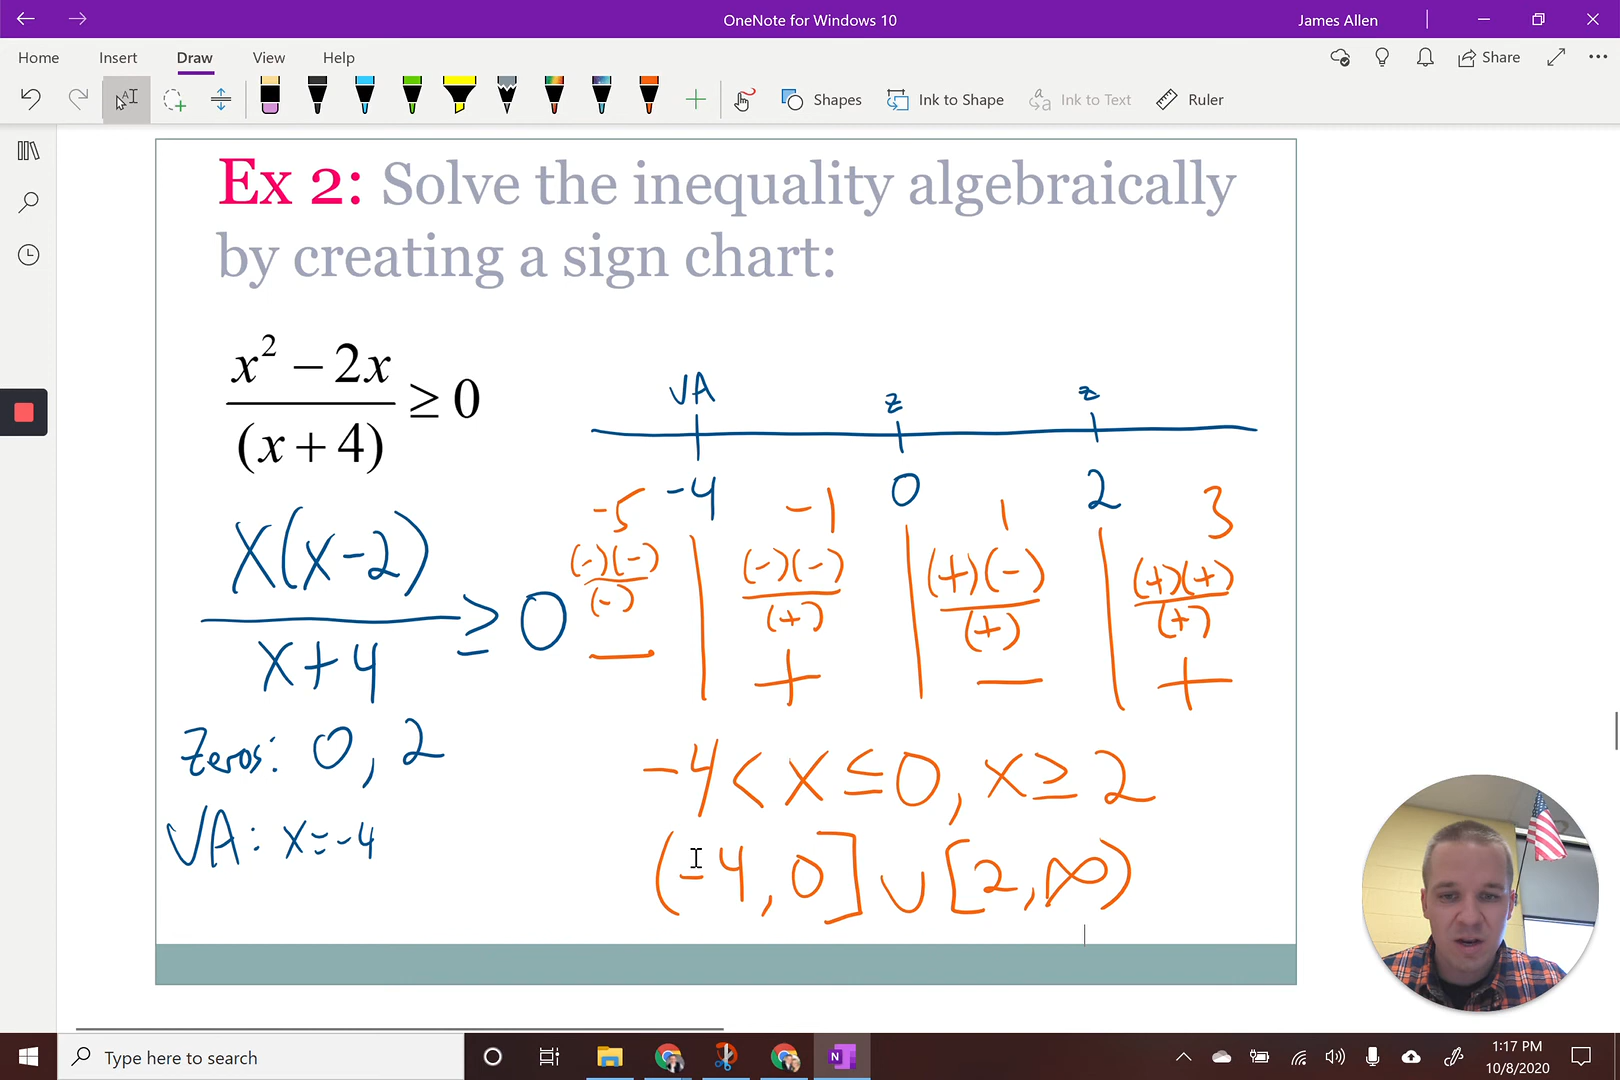 OneNote for Windows 10
James Allen
Home Insert Draw View Help
Share
Shapes Ink to Shape Ink to Text Ruler
Ex 2: Solve the inequality algebraically
by creating a sign chart:
x² − 2x
(x + 4)
≥ 0
X(x-2)
x+4
≥ 0
Zeros: 0, 2
VA: x=-4
VA z z
-4 0 2
-5 -1 1 3
(-)(-) (-)(-) (+)(-) (+)(+)
(-) (+) (+) (+)
− + − +
-4 < x ≤ 0, x ≥ 2
(-4, 0] ∪ [2, ∞)
Type here to search
N
1:17 PM
10/8/2020